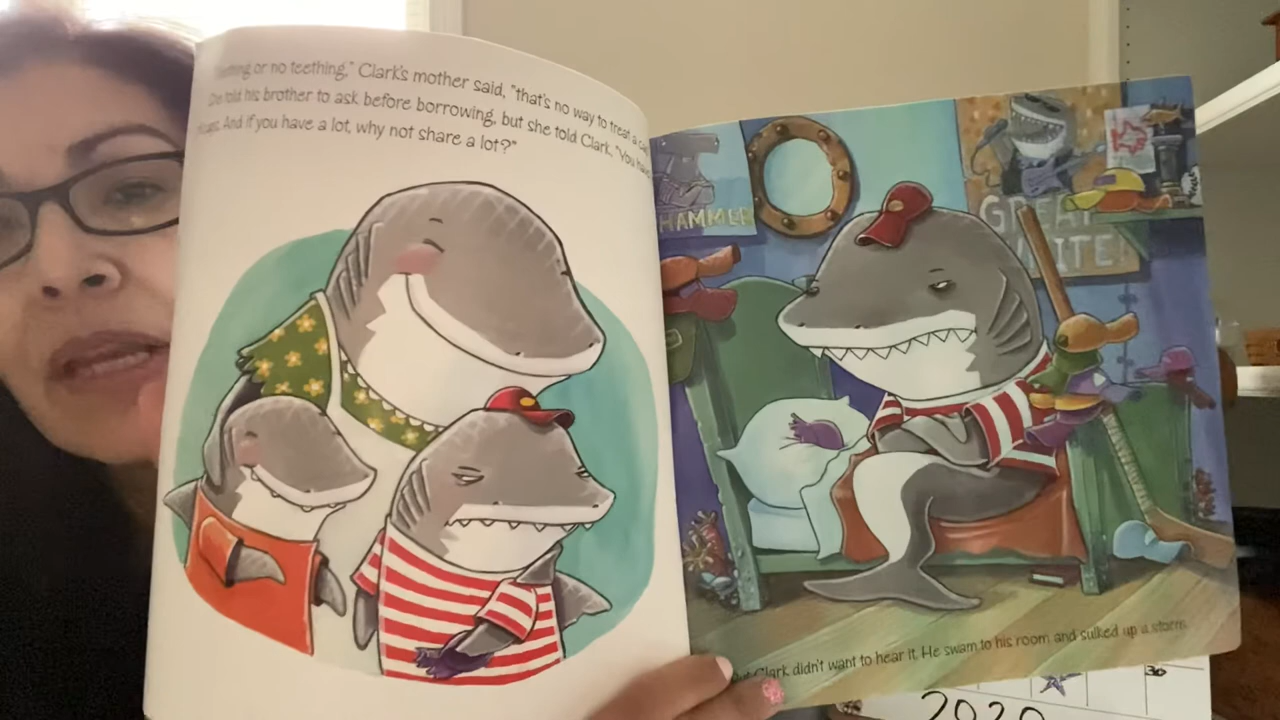 or no teething," Clark's mother said, "that's no way to treat a
told his brother to ask before borrowing, but she told Clark, "You
And if you have a lot, why not share a lot?"
HAMMER
GREAT
WHITE!
Clark didn't want to hear it. He swam to his room and sulked up a storm.
30
2020